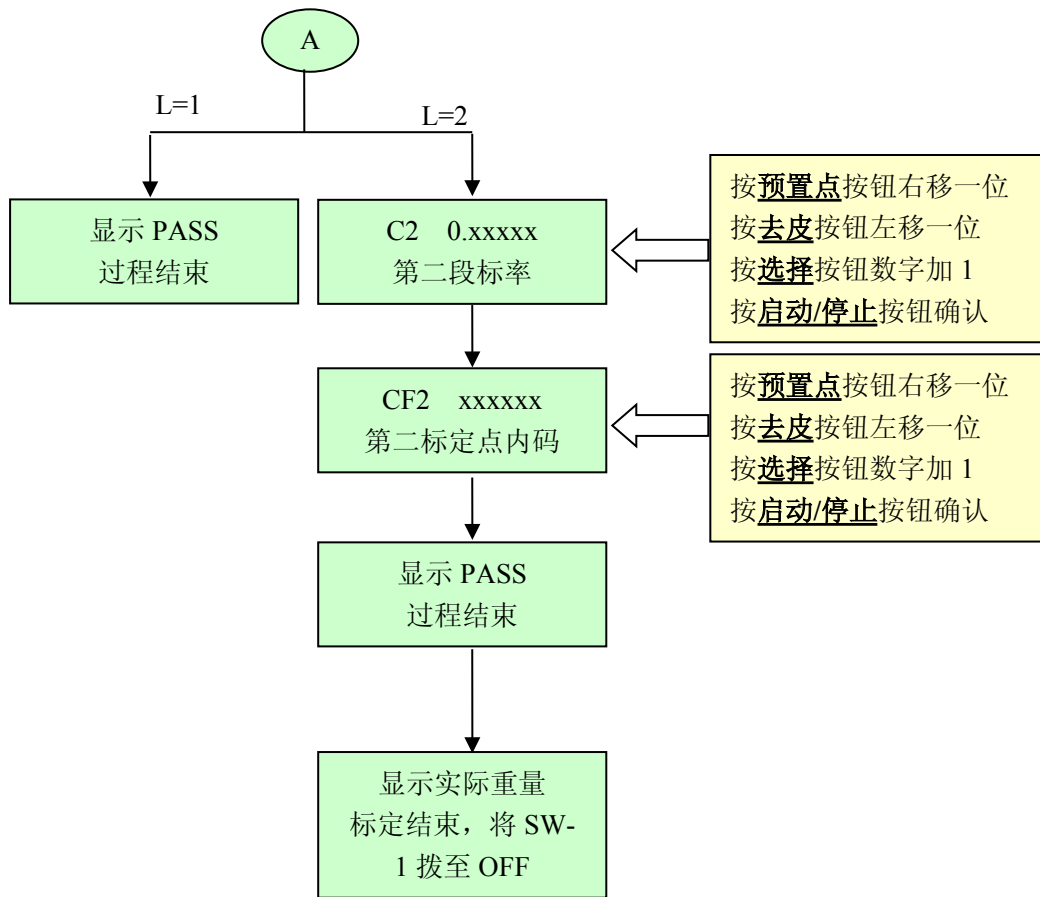 A
L=1
L=2
显示 PASS
过程结束
C2 0.xxxxx
第二段标率
按预置点按钮右移一位
按去皮按钮左移一位
按选择按钮数字加 1
按启动/停止按钮确认
CF2 xxxxxx
第二标定点内码
按预置点按钮右移一位
按去皮按钮左移一位
按选择按钮数字加 1
按启动/停止按钮确认
显示 PASS
过程结束
显示实际重量
标定结束，将 SW-
1 拨至 OFF